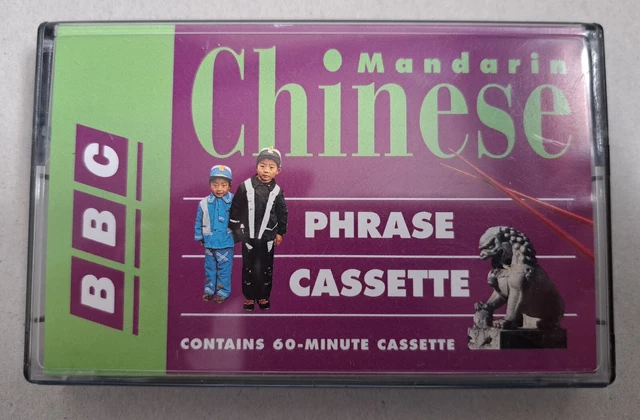 BBC
Mandarin
Chinese
PHRASE
CASSETTE
CONTAINS 60-MINUTE CASSETTE